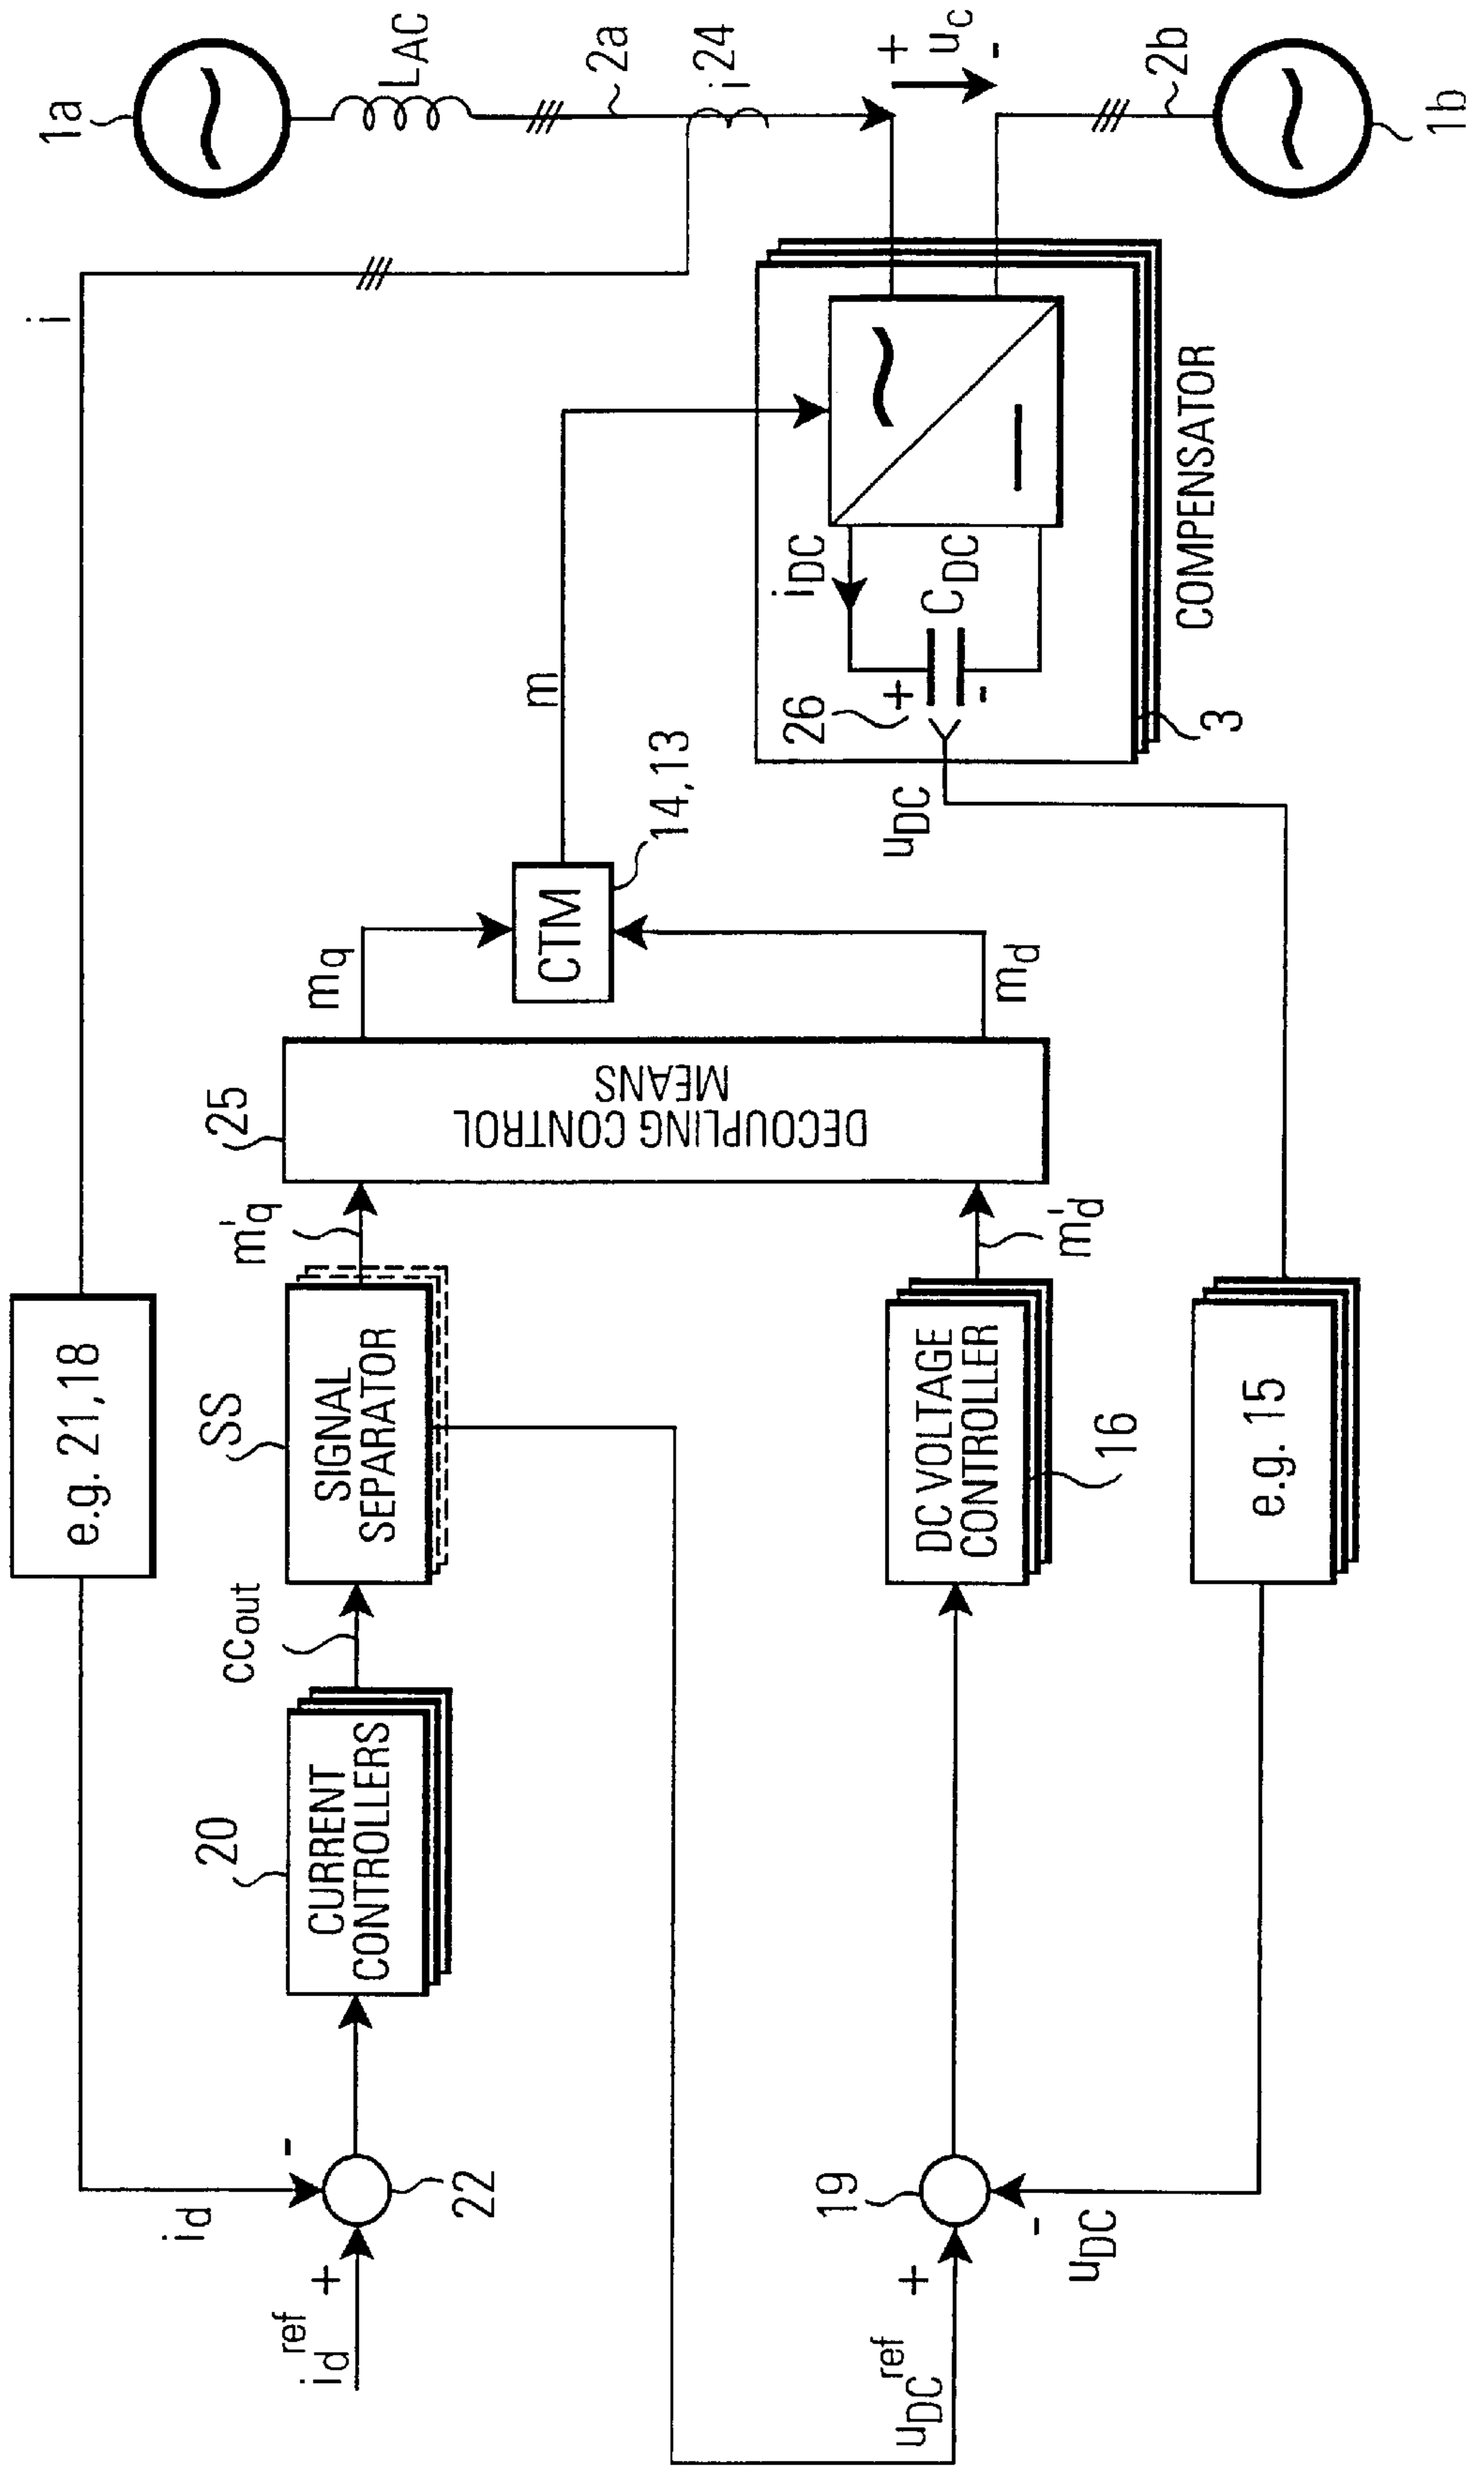 i
1a
LAC
2a
i
24
+
uc
-
2b
1b
e.g. 21,18
id
-
id ref
+
22
20
CURRENT
CONTROLLERS
CCout
SS
SIGNAL
SEPARATOR
m'q
25
DECOUPLING CONTROL
MEANS
mq
md
CTM
14,13
m
iDC
CDC
26
+
-
3
COMPENSATOR
uDC
uDC ref
+
19
-
uDC
DC VOLTAGE
CONTROLLER
16
m'd
e.g. 15